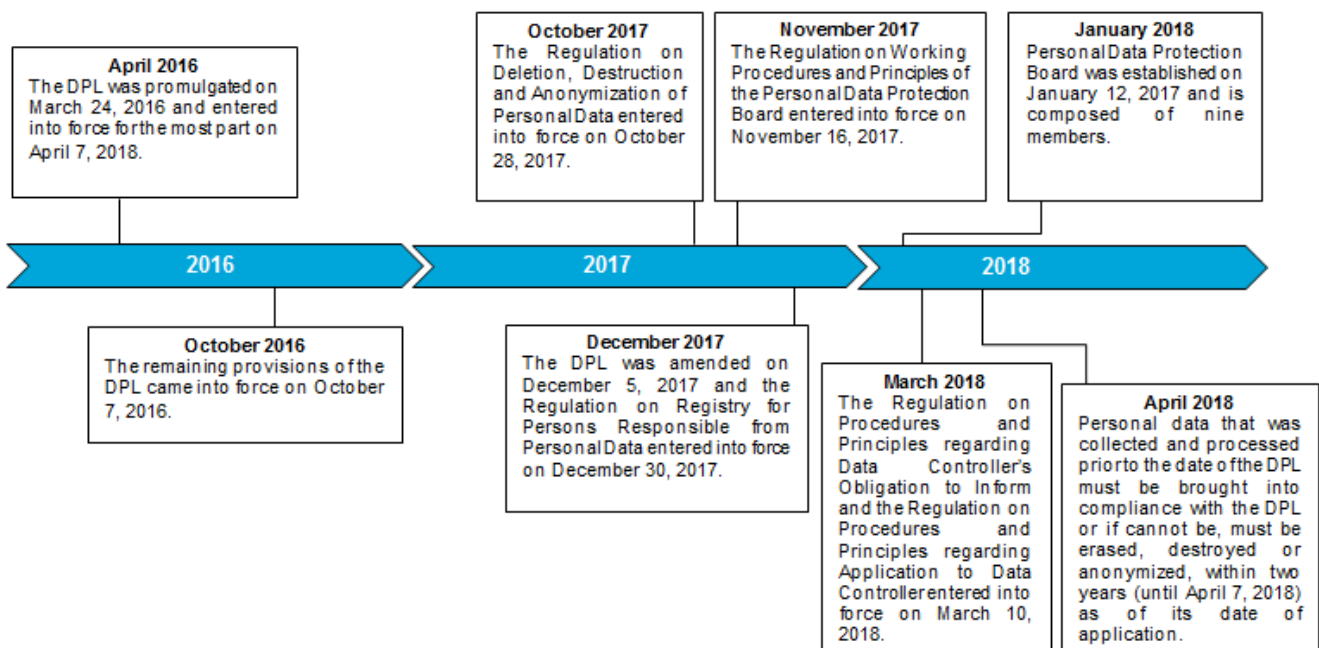 April 2016
The DPL was promulgated on
March 24, 2016 and entered
into force for the most part on
April 7, 2018.
October 2017
The Regulation on
Deletion, Destruction
and Anonymization of
Personal Data entered
into force on October
28, 2017.
November 2017
The Regulation on Working
Procedures and Principles of
the Personal Data Protection
Board entered into force on
November 16, 2017.
January 2018
Personal Data Protection
Board was established on
January 12, 2017 and is
composed of nine
members.
2016
2017
2018
October 2016
The remaining provisions of the
DPL came into force on October
7, 2016.
December 2017
The DPL was amended on
December 5, 2017 and the
Regulation on Registry for
Persons Responsible from
Personal Data entered into force
on December 30, 2017.
March 2018
The Regulation on
Procedures and
Principles regarding
Data Controller's
Obligation to Inform
and the Regulation on
Procedures and
Principles regarding
Application to Data
Controller entered into
force on March 10,
2018.
April 2018
Personal data that was
collected and processed
prior to the date of the DPL
must be brought into
compliance with the DPL
or if cannot be, must be
erased, destroyed or
anonymized, within two
years (until April 7, 2018)
as of its date of
application.